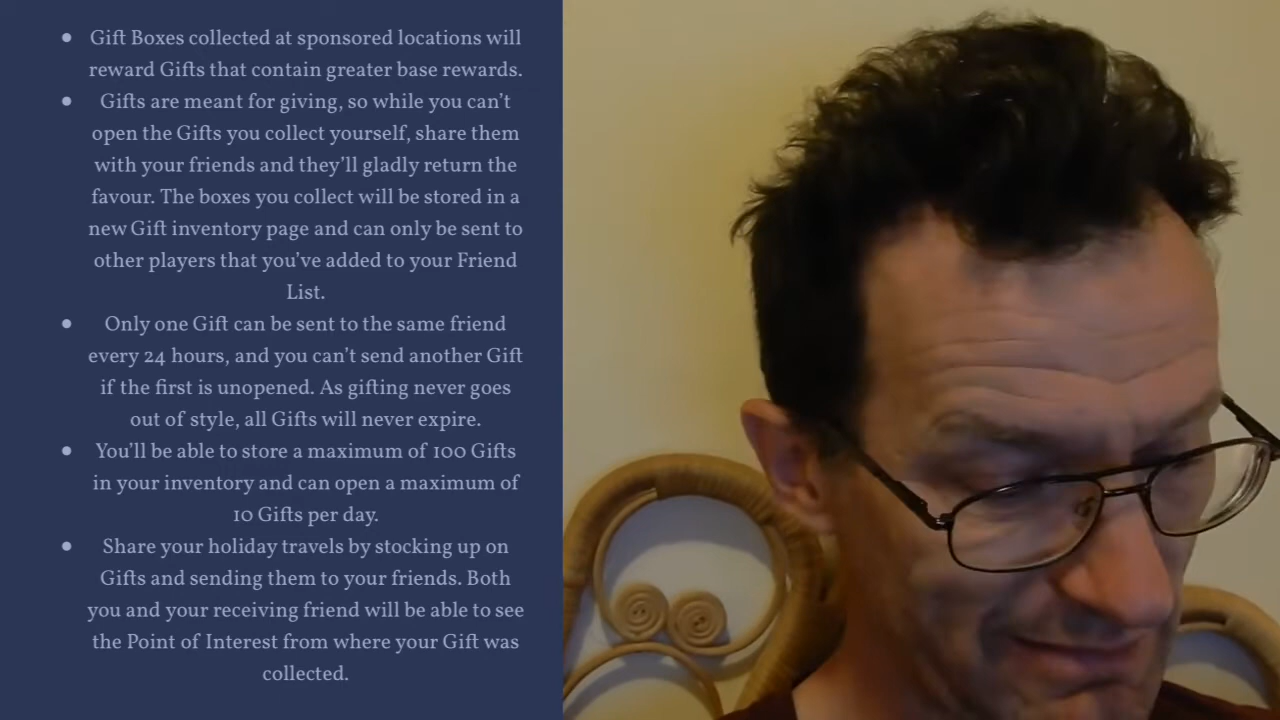 • Gift Boxes collected at sponsored locations will
reward Gifts that contain greater base rewards.
• Gifts are meant for giving, so while you can’t
open the Gifts you collect yourself, share them
with your friends and they’ll gladly return the
favour. The boxes you collect will be stored in a
new Gift inventory page and can only be sent to
other players that you’ve added to your Friend
List.
• Only one Gift can be sent to the same friend
every 24 hours, and you can’t send another Gift
if the first is unopened. As gifting never goes
out of style, all Gifts will never expire.
• You’ll be able to store a maximum of 100 Gifts
in your inventory and can open a maximum of
10 Gifts per day.
• Share your holiday travels by stocking up on
Gifts and sending them to your friends. Both
you and your receiving friend will be able to see
the Point of Interest from where your Gift was
collected.